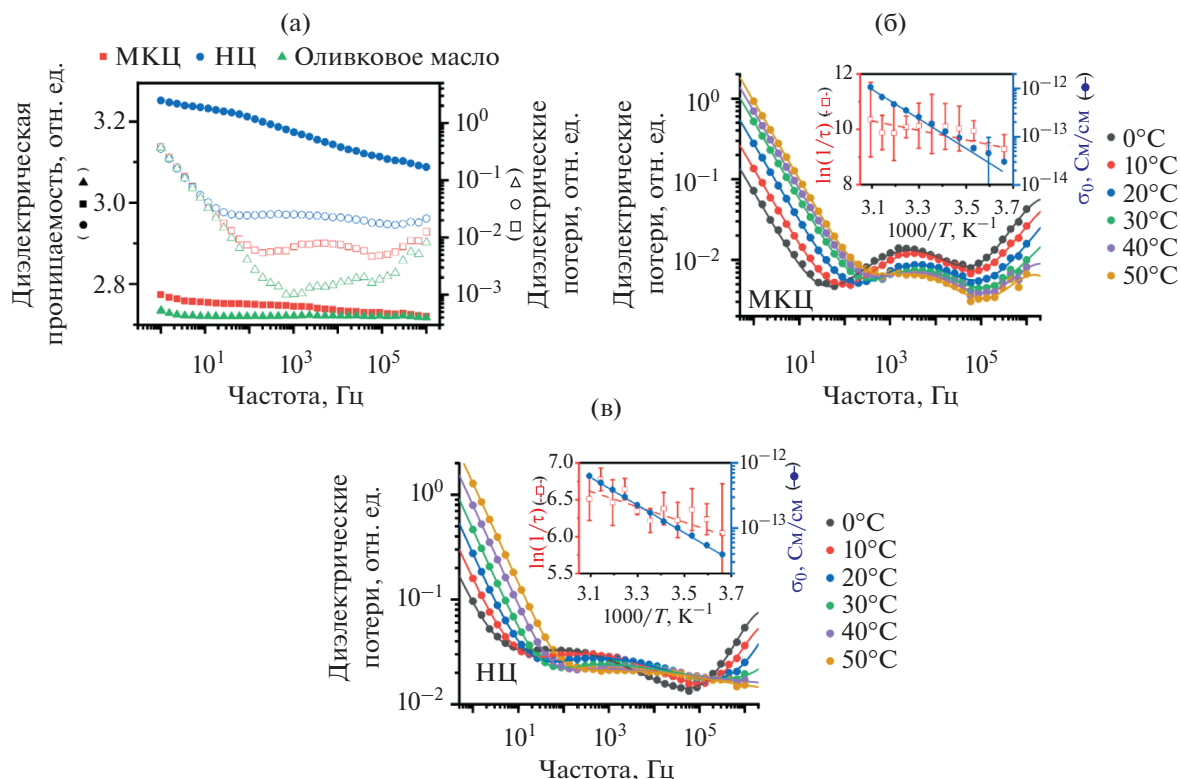 (а)
МКЦ НЦ Оливковое масло
Диэлектрическая
проницаемость, отн. ед.
( )
3.2
3.0
2.8
10⁰
10⁻¹
10⁻²
10⁻³
( )
Диэлектрические
потери, отн. ед.
10¹ 10³ 10⁵
Частота, Гц
(б)
Диэлектрические
потери, отн. ед.
10⁰
10⁻¹
10⁻²
МКЦ
10¹ 10³ 10⁵
Частота, Гц
ln(1/τ) ( )
12
10
8
3.1 3.3 3.5 3.7
1000/T, K⁻¹
10⁻¹²
10⁻¹³
10⁻¹⁴
σ₀, См/см ( )
0°C
10°C
20°C
30°C
40°C
50°C
(в)
Диэлектрические
потери, отн. ед.
10⁰
10⁻¹
10⁻²
НЦ
10¹ 10³ 10⁵
Частота, Гц
ln(1/τ) ( )
7.0
6.5
6.0
5.5
3.1 3.3 3.5 3.7
1000/T, K⁻¹
10⁻¹²
10⁻¹³
σ₀, См/см ( )
0°C
10°C
20°C
30°C
40°C
50°C